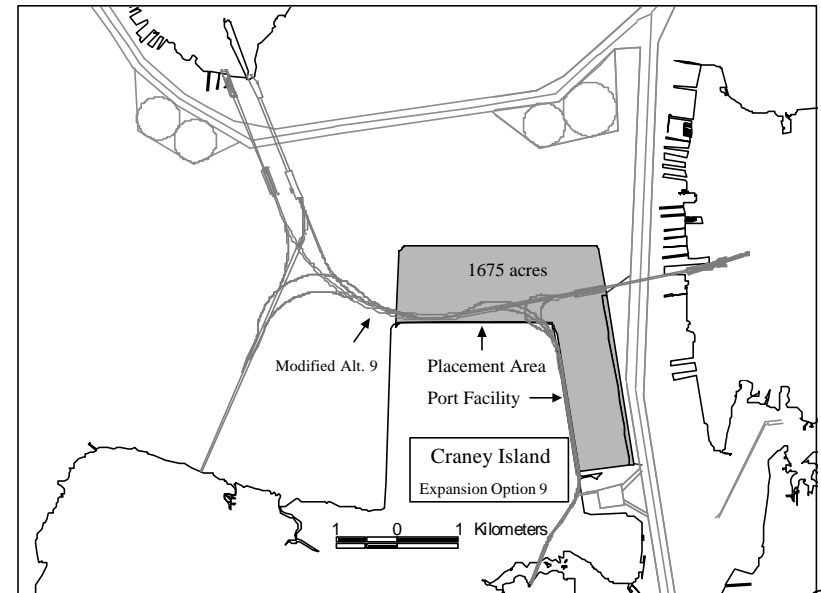 1675 acres
Modified Alt. 9
Placement Area
Port Facility
Craney Island
Expansion Option 9
1 0 1 Kilometers